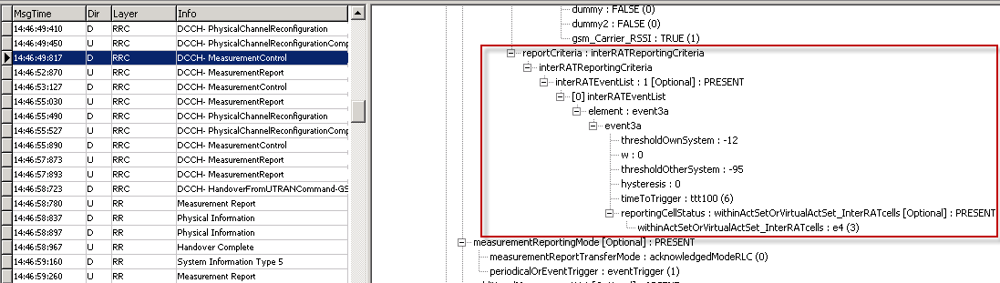 MsgTime Dir Layer Info
14:46:49:410 D RRC DCCH- PhysicalChannelReconfiguration
14:46:49:450 U RRC DCCH- PhysicalChannelReconfigurationComp
14:46:49:817 D RRC DCCH- MeasurementControl
14:46:52:870 U RRC DCCH- MeasurementReport
14:46:53:127 D RRC DCCH- MeasurementControl
14:46:55:030 U RRC DCCH- MeasurementReport
14:46:55:490 D RRC DCCH- PhysicalChannelReconfiguration
14:46:55:527 U RRC DCCH- PhysicalChannelReconfigurationComp
14:46:55:890 D RRC DCCH- MeasurementControl
14:46:57:857 U RRC DCCH- MeasurementReport
14:46:57:893 U RRC DCCH- MeasurementReport
14:46:58:723 D RRC DCCH- HandoverFromUTRANCommand-GS
14:46:58:780 U RR Measurement Report
14:46:58:837 D RR Physical Information
14:46:58:897 D RR Physical Information
14:46:58:967 U RR Handover Complete
14:46:59:160 D RR System Information Type 5
14:46:59:260 U RR Measurement Report
dummy : FALSE (0)
dummy2 : FALSE (0)
gsm_Carrier_RSSI : TRUE (1)
reportCriteria : interRATReportingCriteria
interRATReportingCriteria
interRATEventList : 1 [Optional] : PRESENT
[0] interRATEventList
element : event3a
event3a
thresholdOwnSystem : -12
w : 0
thresholdOtherSystem : -95
hysteresis : 0
timeToTrigger : ttt100 (6)
reportingCellStatus : withinActSetOrVirtualActSet_InterRATcells [Optional] : PRESENT
withinActSetOrVirtualActSet_InterRATcells : e4 (3)
measurementReportingMode [Optional] : PRESENT
measurementReportTransferMode : acknowledgedModeRLC (0)
periodicalOrEventTrigger : eventTrigger (1)